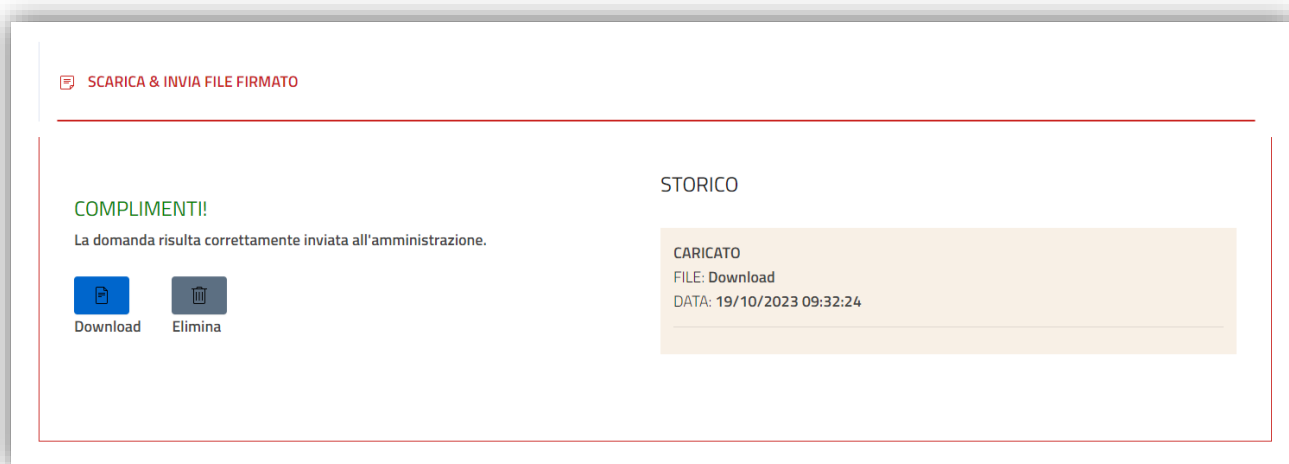 SCARICA & INVIA FILE FIRMATO
COMPLIMENTI!
La domanda risulta correttamente inviata all'amministrazione.
Download
Elimina
STORICO
CARICATO
FILE: Download
DATA: 19/10/2023 09:32:24